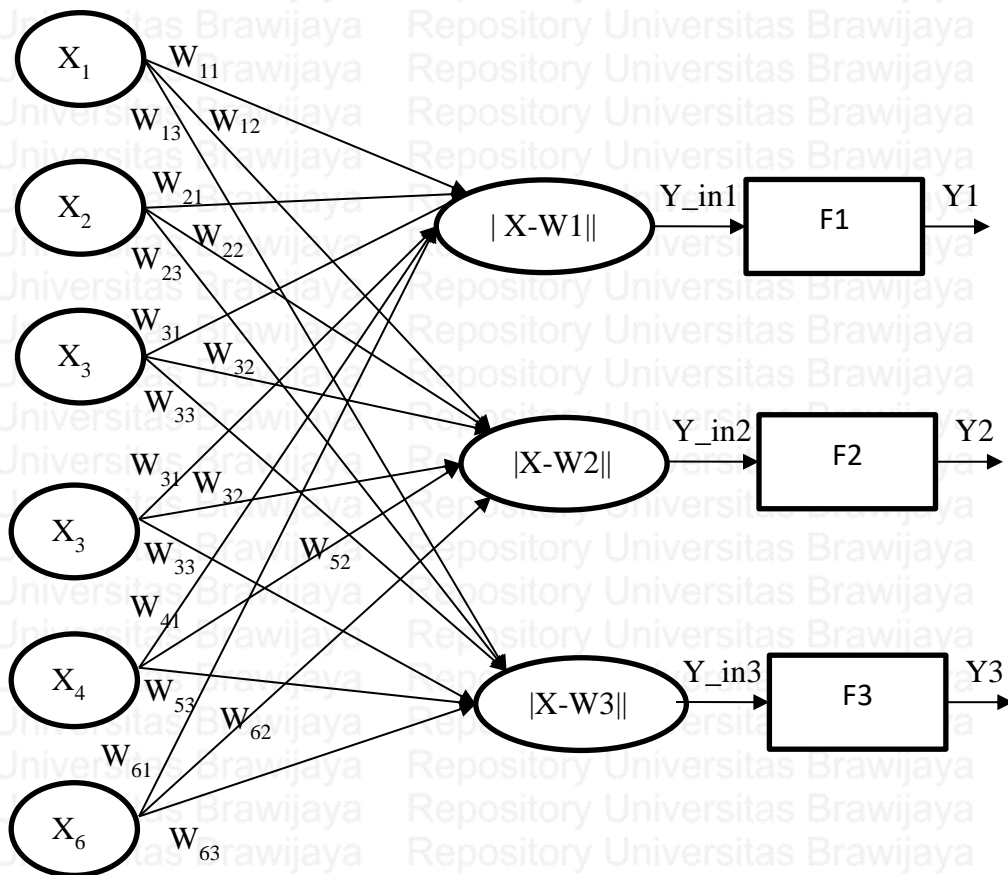 X1
W11
W13
W12
X2
W21
W22
W23
| X-W1||
Y_in1
F1
Y1
X3
W31
W32
W33
X3
W31
W32
W33
W52
|X-W2||
Y_in2
F2
Y2
X4
W41
W53
W62
|X-W3||
Y_in3
F3
Y3
X6
W61
W63
Repository Universitas Brawijaya